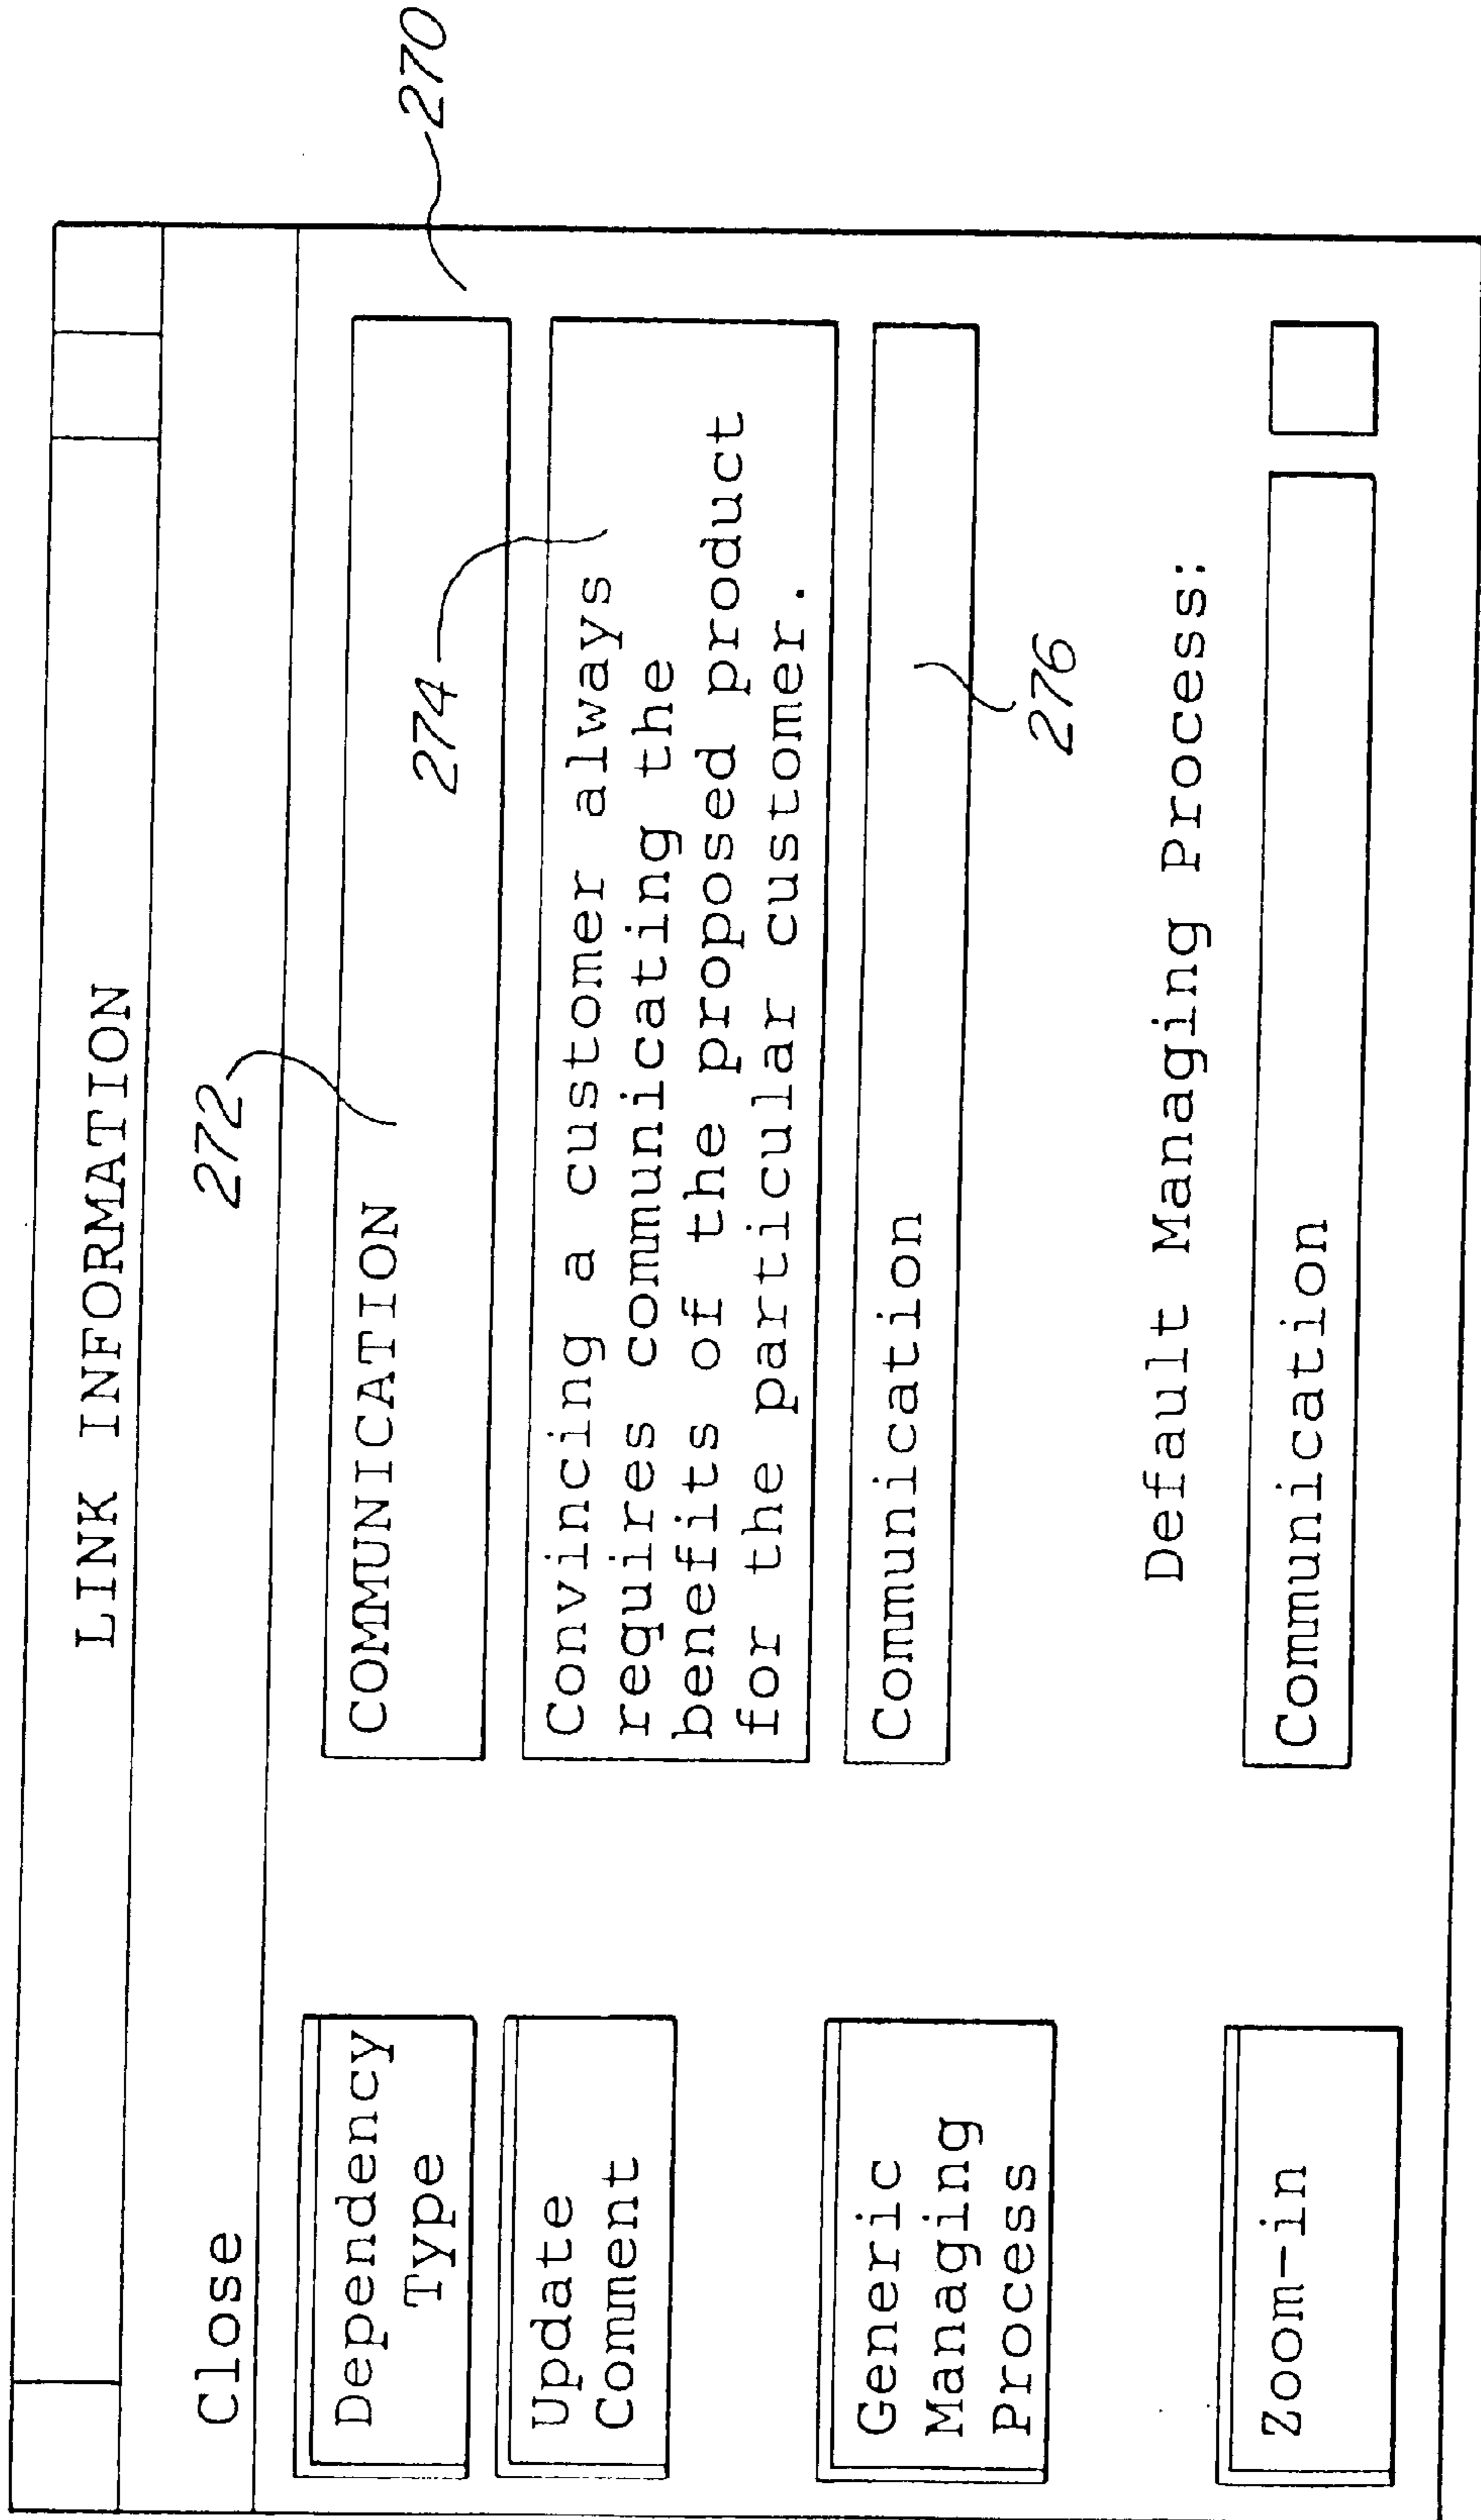 LINK INFORMATION
Close
272
270
Dependency
Type
COMMUNICATION
274
Update
Comment
Convincing a customer always
requires communicating the
benefits of the proposed product
for the particular customer.
Generic
Managing
Process
Communication
276
Default Managing Process:
Zoom-in
Communication